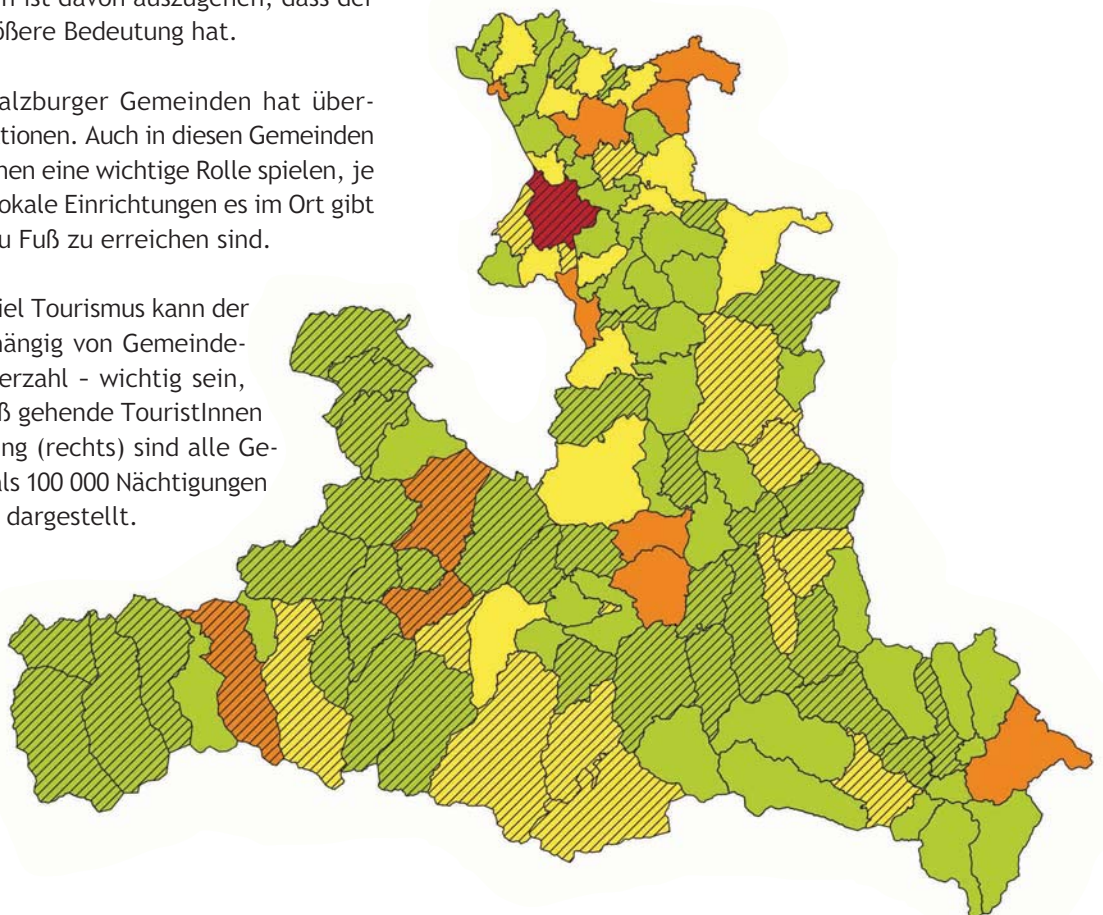 ist davon auszugehen, dass der
ößere Bedeutung hat.
alzburger Gemeinden hat über-
tionen. Auch in diesen Gemeinden
nen eine wichtige Rolle spielen, je
okale Einrichtungen es im Ort gibt
u Fuß zu erreichen sind.
iel Tourismus kann der
hängig von Gemeinde-
erzahl - wichtig sein,
ß gehende TouristInnen
ng (rechts) sind alle Ge-
als 100 000 Nächtigungen
dargestellt.